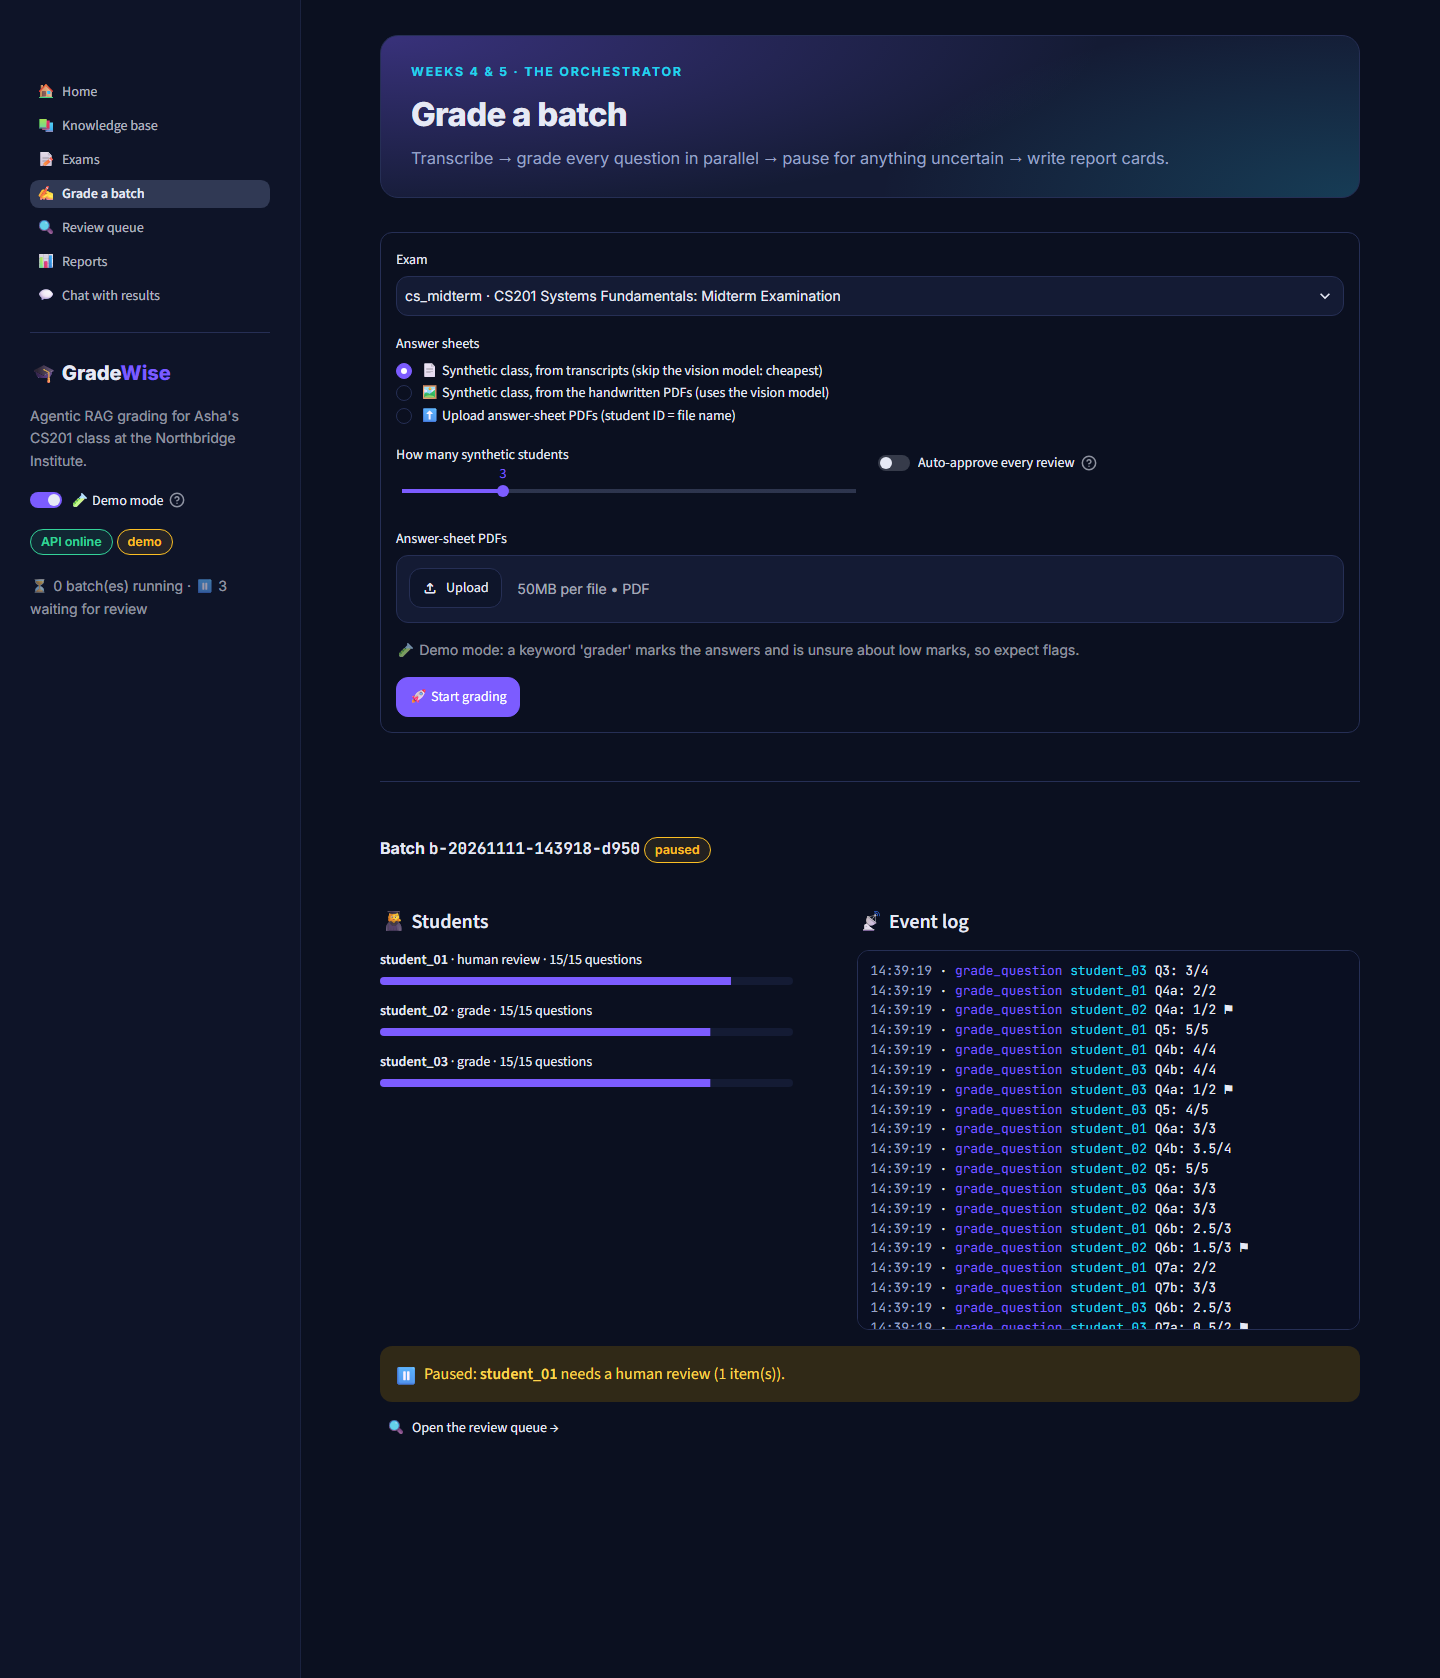 Home
Knowledge base
Exams
Grade a batch
Review queue
Reports
Chat with results
GradeWise
Agentic RAG grading for Asha's
CS201 class at the Northbridge
Institute.
Demo mode
API online demo
0 batch(es) running · 3
waiting for review
WEEKS 4 & 5 · THE ORCHESTRATOR
Grade a batch
Transcribe → grade every question in parallel → pause for anything uncertain → write report cards.
Exam
cs_midterm · CS201 Systems Fundamentals: Midterm Examination
Answer sheets
Synthetic class, from transcripts (skip the vision model: cheapest)
Synthetic class, from the handwritten PDFs (uses the vision model)
Upload answer-sheet PDFs (student ID = file name)
How many synthetic students
3
Auto-approve every review
Answer-sheet PDFs
Upload 50MB per file • PDF
Demo mode: a keyword 'grader' marks the answers and is unsure about low marks, so expect flags.
Start grading
Batch b-20261111-143918-d950 paused
Students
student_01 · human review · 15/15 questions
student_02 · grade · 15/15 questions
student_03 · grade · 15/15 questions
Event log
14:39:19 · grade_question student_03 Q3: 3/4
14:39:19 · grade_question student_01 Q4a: 2/2
14:39:19 · grade_question student_02 Q4a: 1/2 ⚑
14:39:19 · grade_question student_01 Q5: 5/5
14:39:19 · grade_question student_01 Q4b: 4/4
14:39:19 · grade_question student_03 Q4b: 4/4
14:39:19 · grade_question student_03 Q4a: 1/2 ⚑
14:39:19 · grade_question student_03 Q5: 4/5
14:39:19 · grade_question student_01 Q6a: 3/3
14:39:19 · grade_question student_02 Q4b: 3.5/4
14:39:19 · grade_question student_02 Q5: 5/5
14:39:19 · grade_question student_03 Q6a: 3/3
14:39:19 · grade_question student_02 Q6a: 3/3
14:39:19 · grade_question student_01 Q6b: 2.5/3
14:39:19 · grade_question student_02 Q6b: 1.5/3 ⚑
14:39:19 · grade_question student_01 Q7a: 2/2
14:39:19 · grade_question student_01 Q7b: 3/3
14:39:19 · grade_question student_03 Q6b: 2.5/3
14:39:19 · grade_question student_03 Q7a: 0.5/2 ⚑
Paused: student_01 needs a human review (1 item(s)).
Open the review queue →